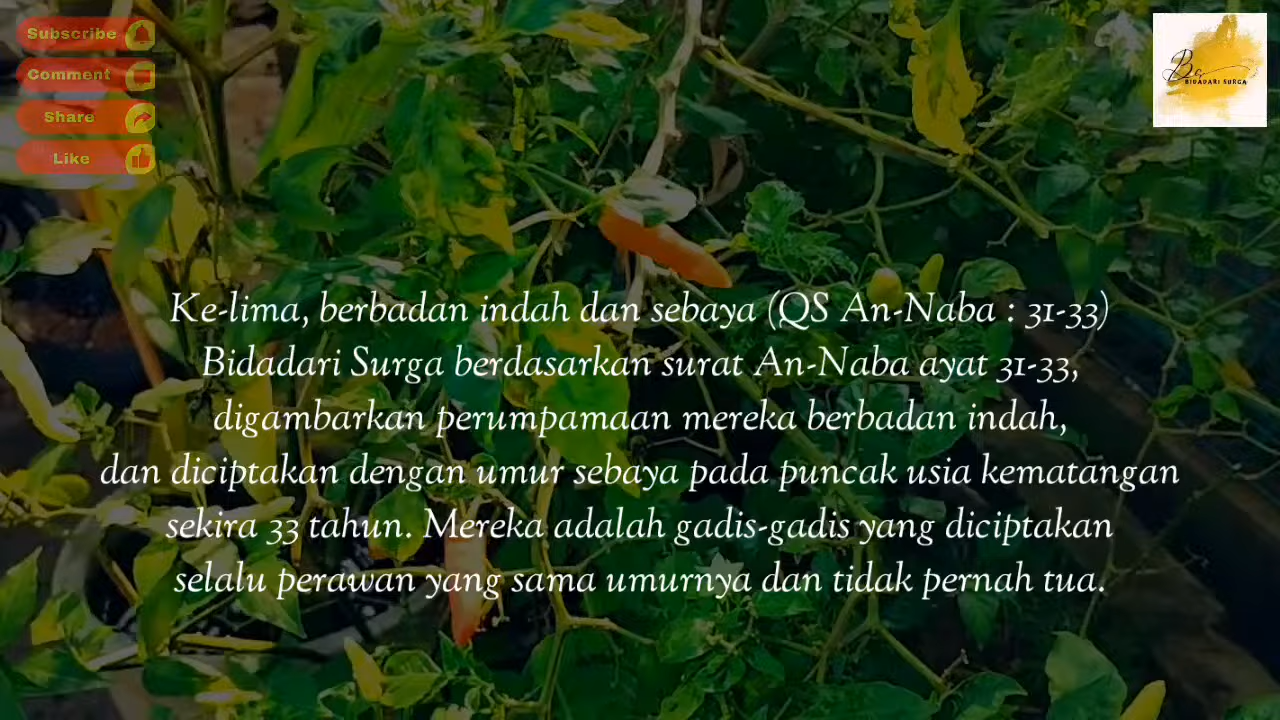 Subscribe
Comment
Share
Like
BIDADARI SURGA
Ke-lima, berbadan indah dan sebaya (QS An-Naba : 31-33)
Bidadari Surga berdasarkan surat An-Naba ayat 31-33,
digambarkan perumpamaan mereka berbadan indah,
dan diciptakan dengan umur sebaya pada puncak usia kematangan
sekira 33 tahun. Mereka adalah gadis-gadis yang diciptakan
selalu perawan yang sama umurnya dan tidak pernah tua.